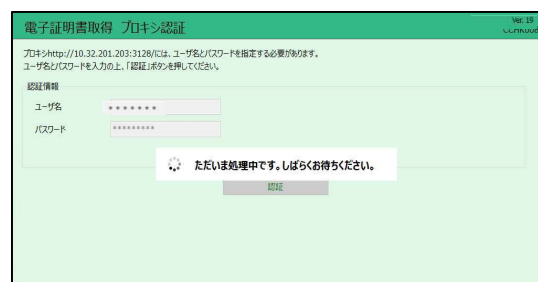 電子証明書取得 プロキシ認証
Ver. 19
プロキシhttp://10.32.201.203:3128/には、ユーザ名とパスワードを指定する必要があります。
ユーザ名とパスワードを入力の上、「認証」ボタンを押してください。
認証情報
ユーザ名 *******
パスワード *********
ただいま処理中です。しばらくお待ちください。
認証